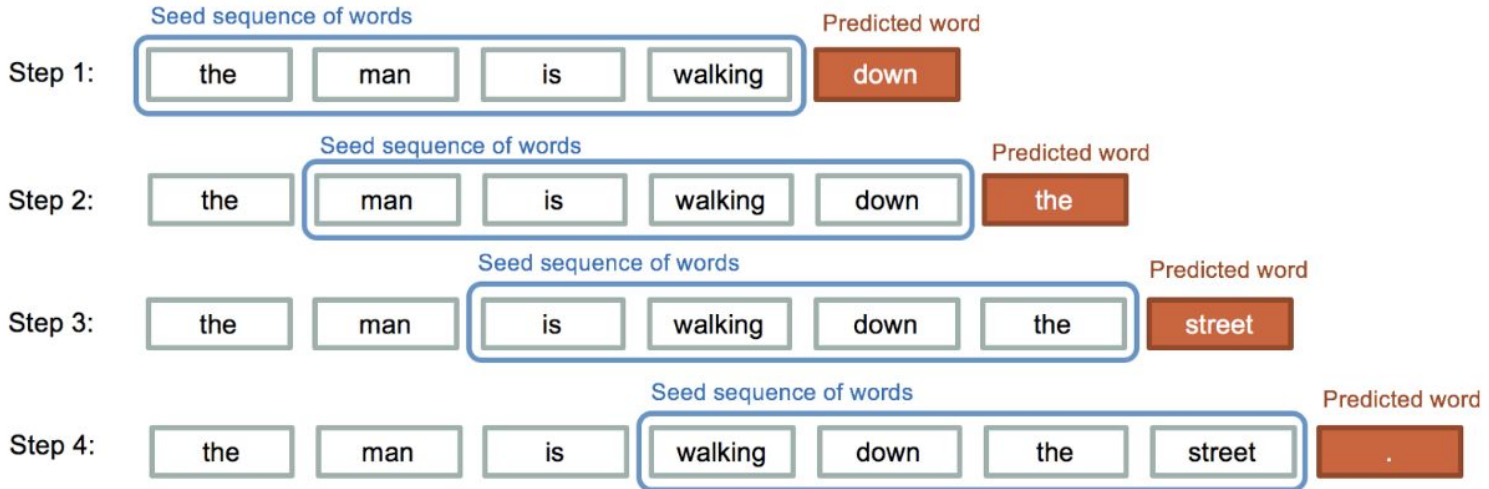 Seed sequence of words Predicted word
Step 1: the man is walking down
Seed sequence of words Predicted word
Step 2: the man is walking down the
Seed sequence of words Predicted word
Step 3: the man is walking down the street
Seed sequence of words Predicted word
Step 4: the man is walking down the street .